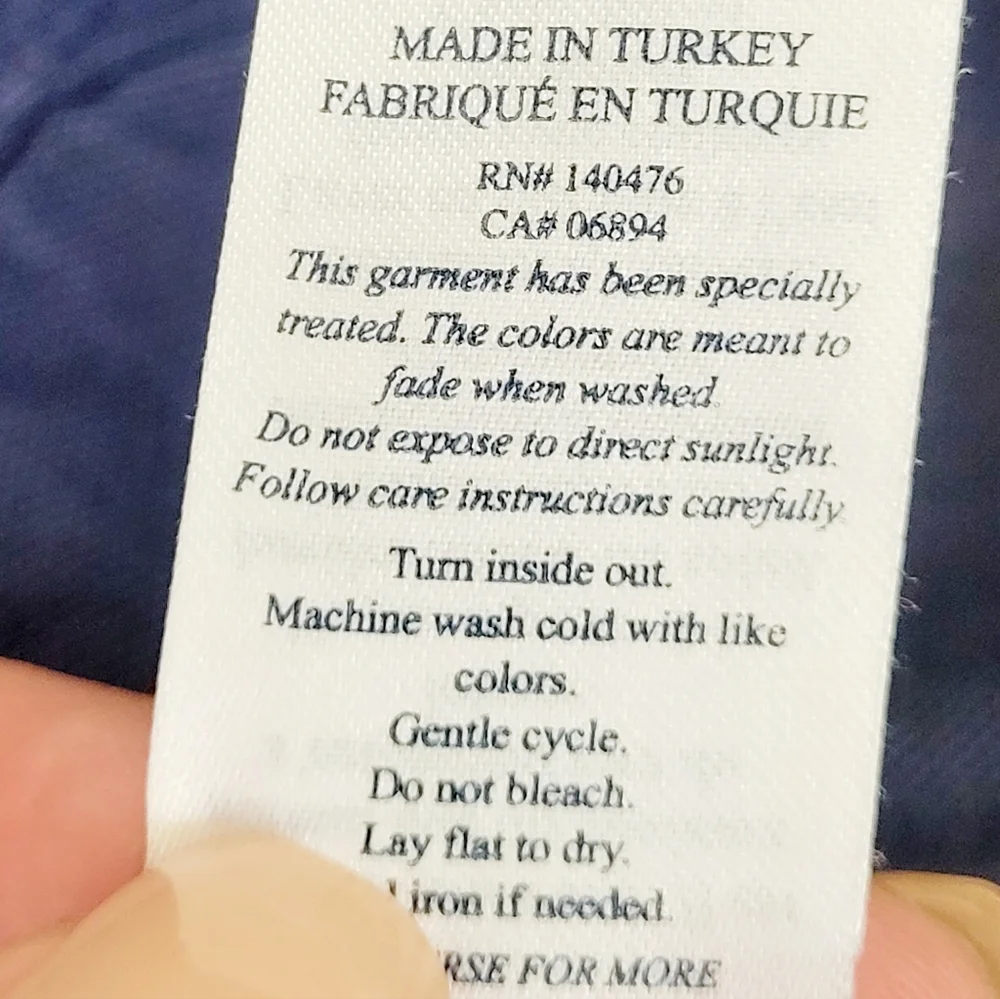 MADE IN TURKEY
FABRIQUÉ EN TURQUIE
RN# 140476
CA# 06894
This garment has been specially
treated. The colors are meant to
fade when washed.
Do not expose to direct sunlight.
Follow care instructions carefully.
Turn inside out.
Machine wash cold with like
colors.
Gentle cycle.
Do not bleach.
Lay flat to dry.
iron if needed.
FOR MORE